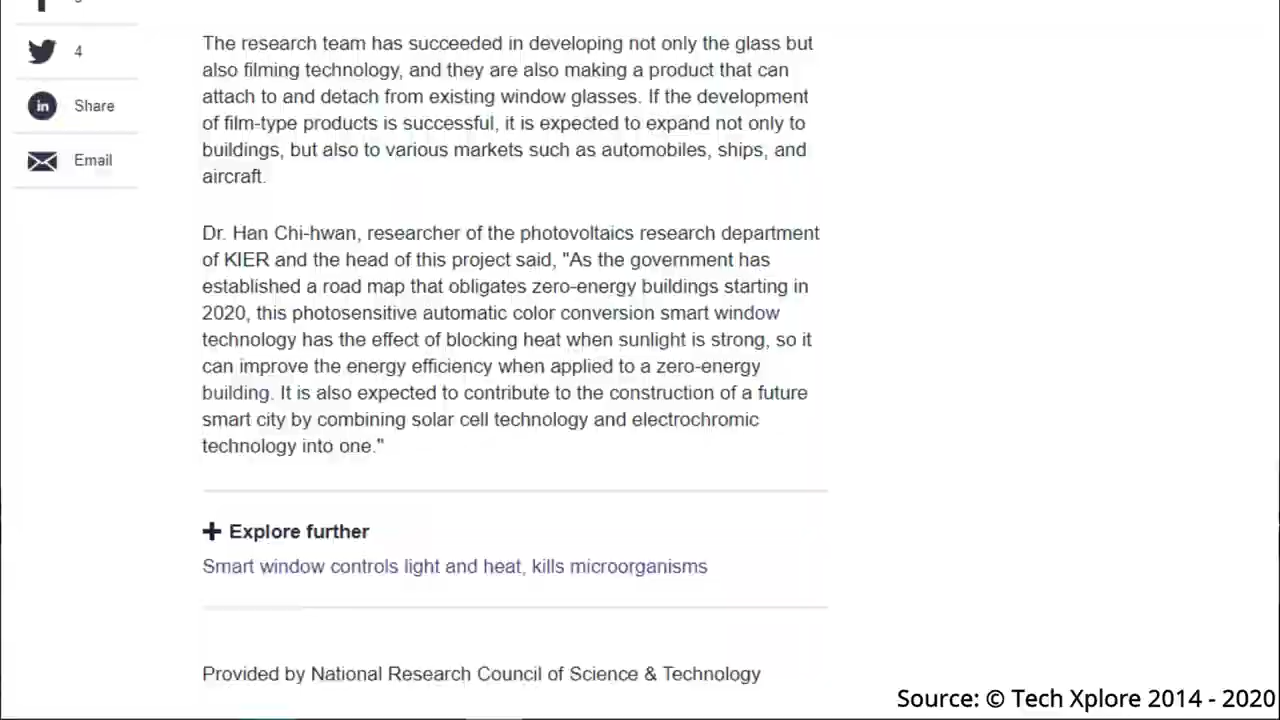 4
Share
Email
The research team has succeeded in developing not only the glass but
also filming technology, and they are also making a product that can
attach to and detach from existing window glasses. If the development
of film-type products is successful, it is expected to expand not only to
buildings, but also to various markets such as automobiles, ships, and
aircraft.
Dr. Han Chi-hwan, researcher of the photovoltaics research department
of KIER and the head of this project said, "As the government has
established a road map that obligates zero-energy buildings starting in
2020, this photosensitive automatic color conversion smart window
technology has the effect of blocking heat when sunlight is strong, so it
can improve the energy efficiency when applied to a zero-energy
building. It is also expected to contribute to the construction of a future
smart city by combining solar cell technology and electrochromic
technology into one."
Explore further
Smart window controls light and heat, kills microorganisms
Provided by National Research Council of Science & Technology
Source: © Tech Xplore 2014 - 2020